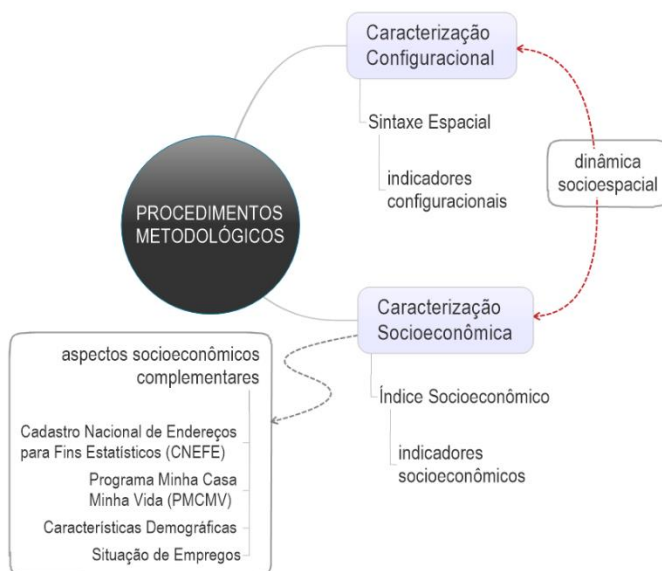 PROCEDIMENTOS
METODOLÓGICOS
Caracterização
Configuracional
Sintaxe Espacial
indicadores
configuracionais
dinâmica
socioespacial
Caracterização
Socioeconômica
Índice Socioeconômico
indicadores
socioeconômicos
aspectos socioeconômicos
complementares
Cadastro Nacional de Endereços
para Fins Estatísticos (CNEFE)
Programa Minha Casa
Minha Vida (PMCMV)
Características Demográficas
Situação de Empregos